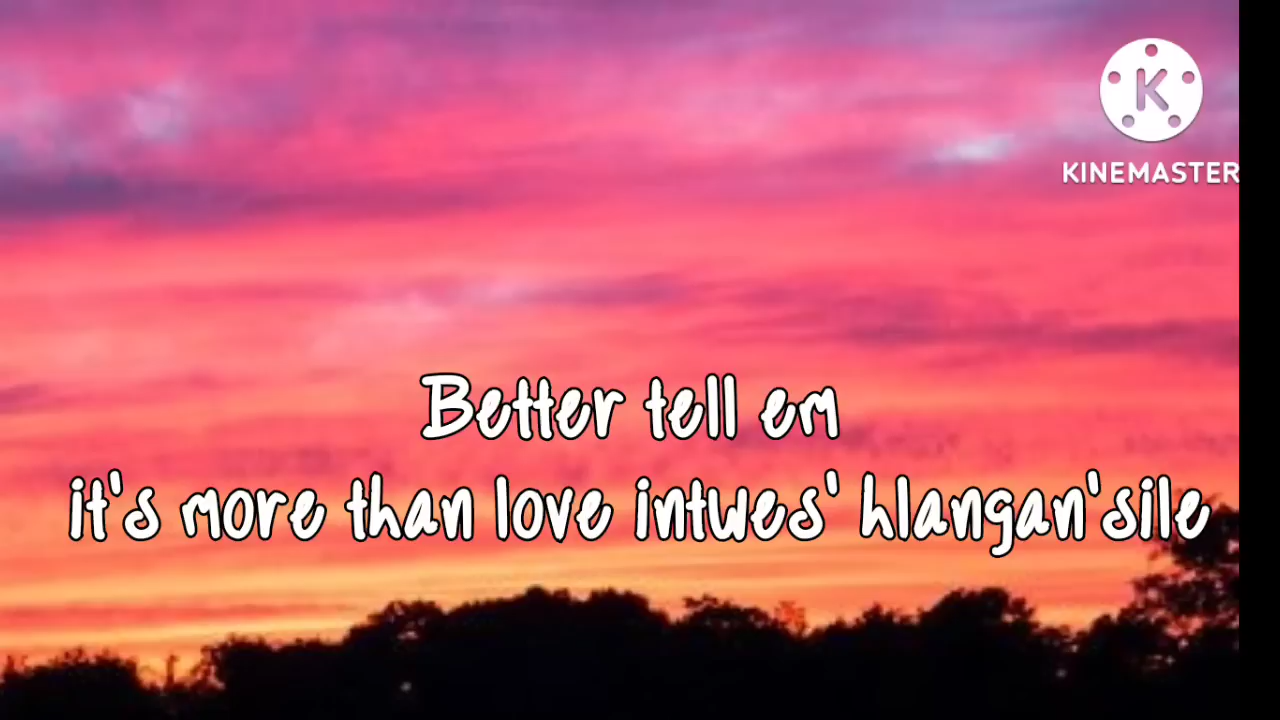 K
KINEMASTER
Better tell em
it's more than love intwes' hlangan'sile